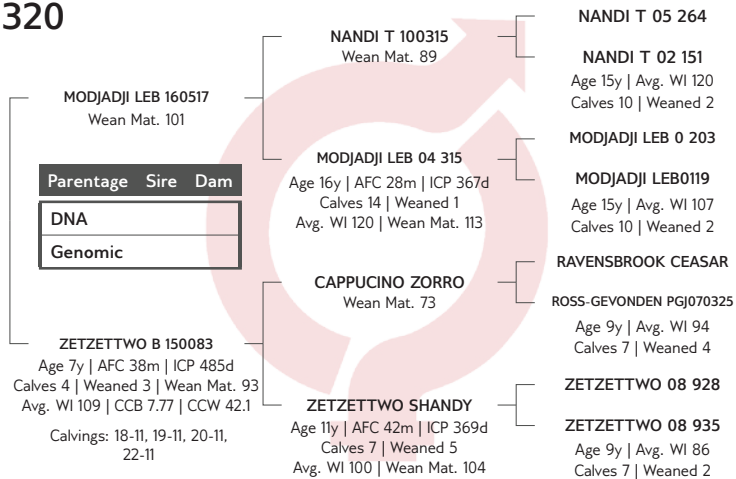 320
NANDI T 05 264
NANDI T 100315
Wean Mat. 89
NANDI T 02 151
Age 15y | Avg. WI 120
Calves 10 | Weaned 2
MODJADJI LEB 160517
Wean Mat. 101
MODJADJI LEB 0 203
MODJADJI LEB 04 315
Age 16y | AFC 28m | ICP 367d
Calves 14 | Weaned 1
Avg. WI 120 | Wean Mat. 113
MODJADJI LEB0119
Age 15y | Avg. WI 107
Calves 10 | Weaned 2
Parentage Sire Dam
DNA
Genomic
RAVENSBROOK CEASAR
CAPPUCINO ZORRO
Wean Mat. 73
ROSS-GEVONDEN PGJ070325
Age 9y | Avg. WI 94
Calves 7 | Weaned 4
ZETZETTWO B 150083
Age 7y | AFC 38m | ICP 485d
Calves 4 | Weaned 3 | Wean Mat. 93
Avg. WI 109 | CCB 7.77 | CCW 42.1
Calvings: 18-11, 19-11, 20-11,
22-11
ZETZETTWO 08 928
ZETZETTWO SHANDY
Age 11y | AFC 42m | ICP 369d
Calves 7 | Weaned 5
Avg. WI 100 | Wean Mat. 104
ZETZETTWO 08 935
Age 9y | Avg. WI 86
Calves 7 | Weaned 2